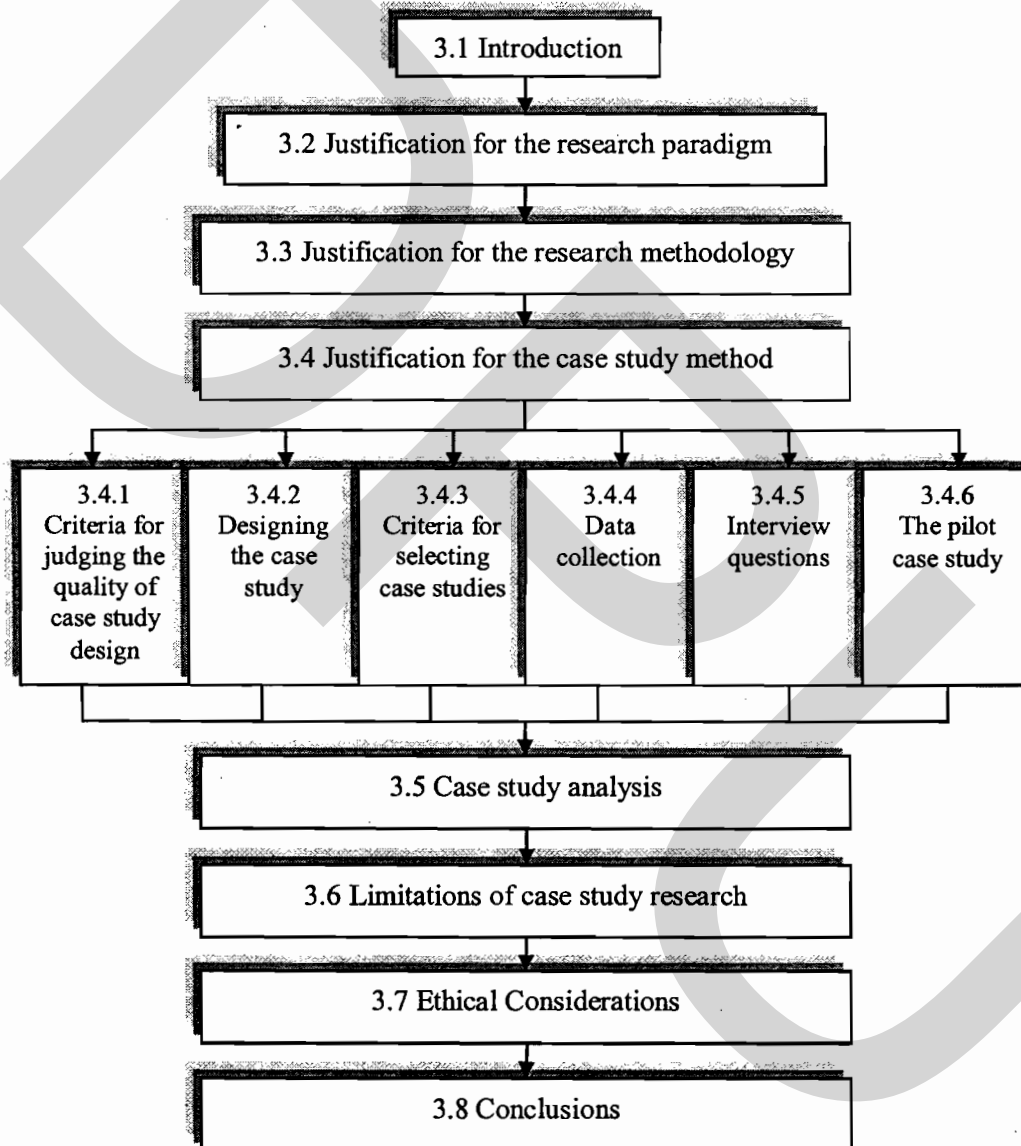 3.1 Introduction
3.2 Justification for the research paradigm
3.3 Justification for the research methodology
3.4 Justification for the case study method
3.4.1
Criteria for
judging the
quality of
case study
design
3.4.2
Designing
the case
study
3.4.3
Criteria for
selecting
case studies
3.4.4
Data
collection
3.4.5
Interview
questions
3.4.6
The pilot
case study
3.5 Case study analysis
3.6 Limitations of case study research
3.7 Ethical Considerations
3.8 Conclusions